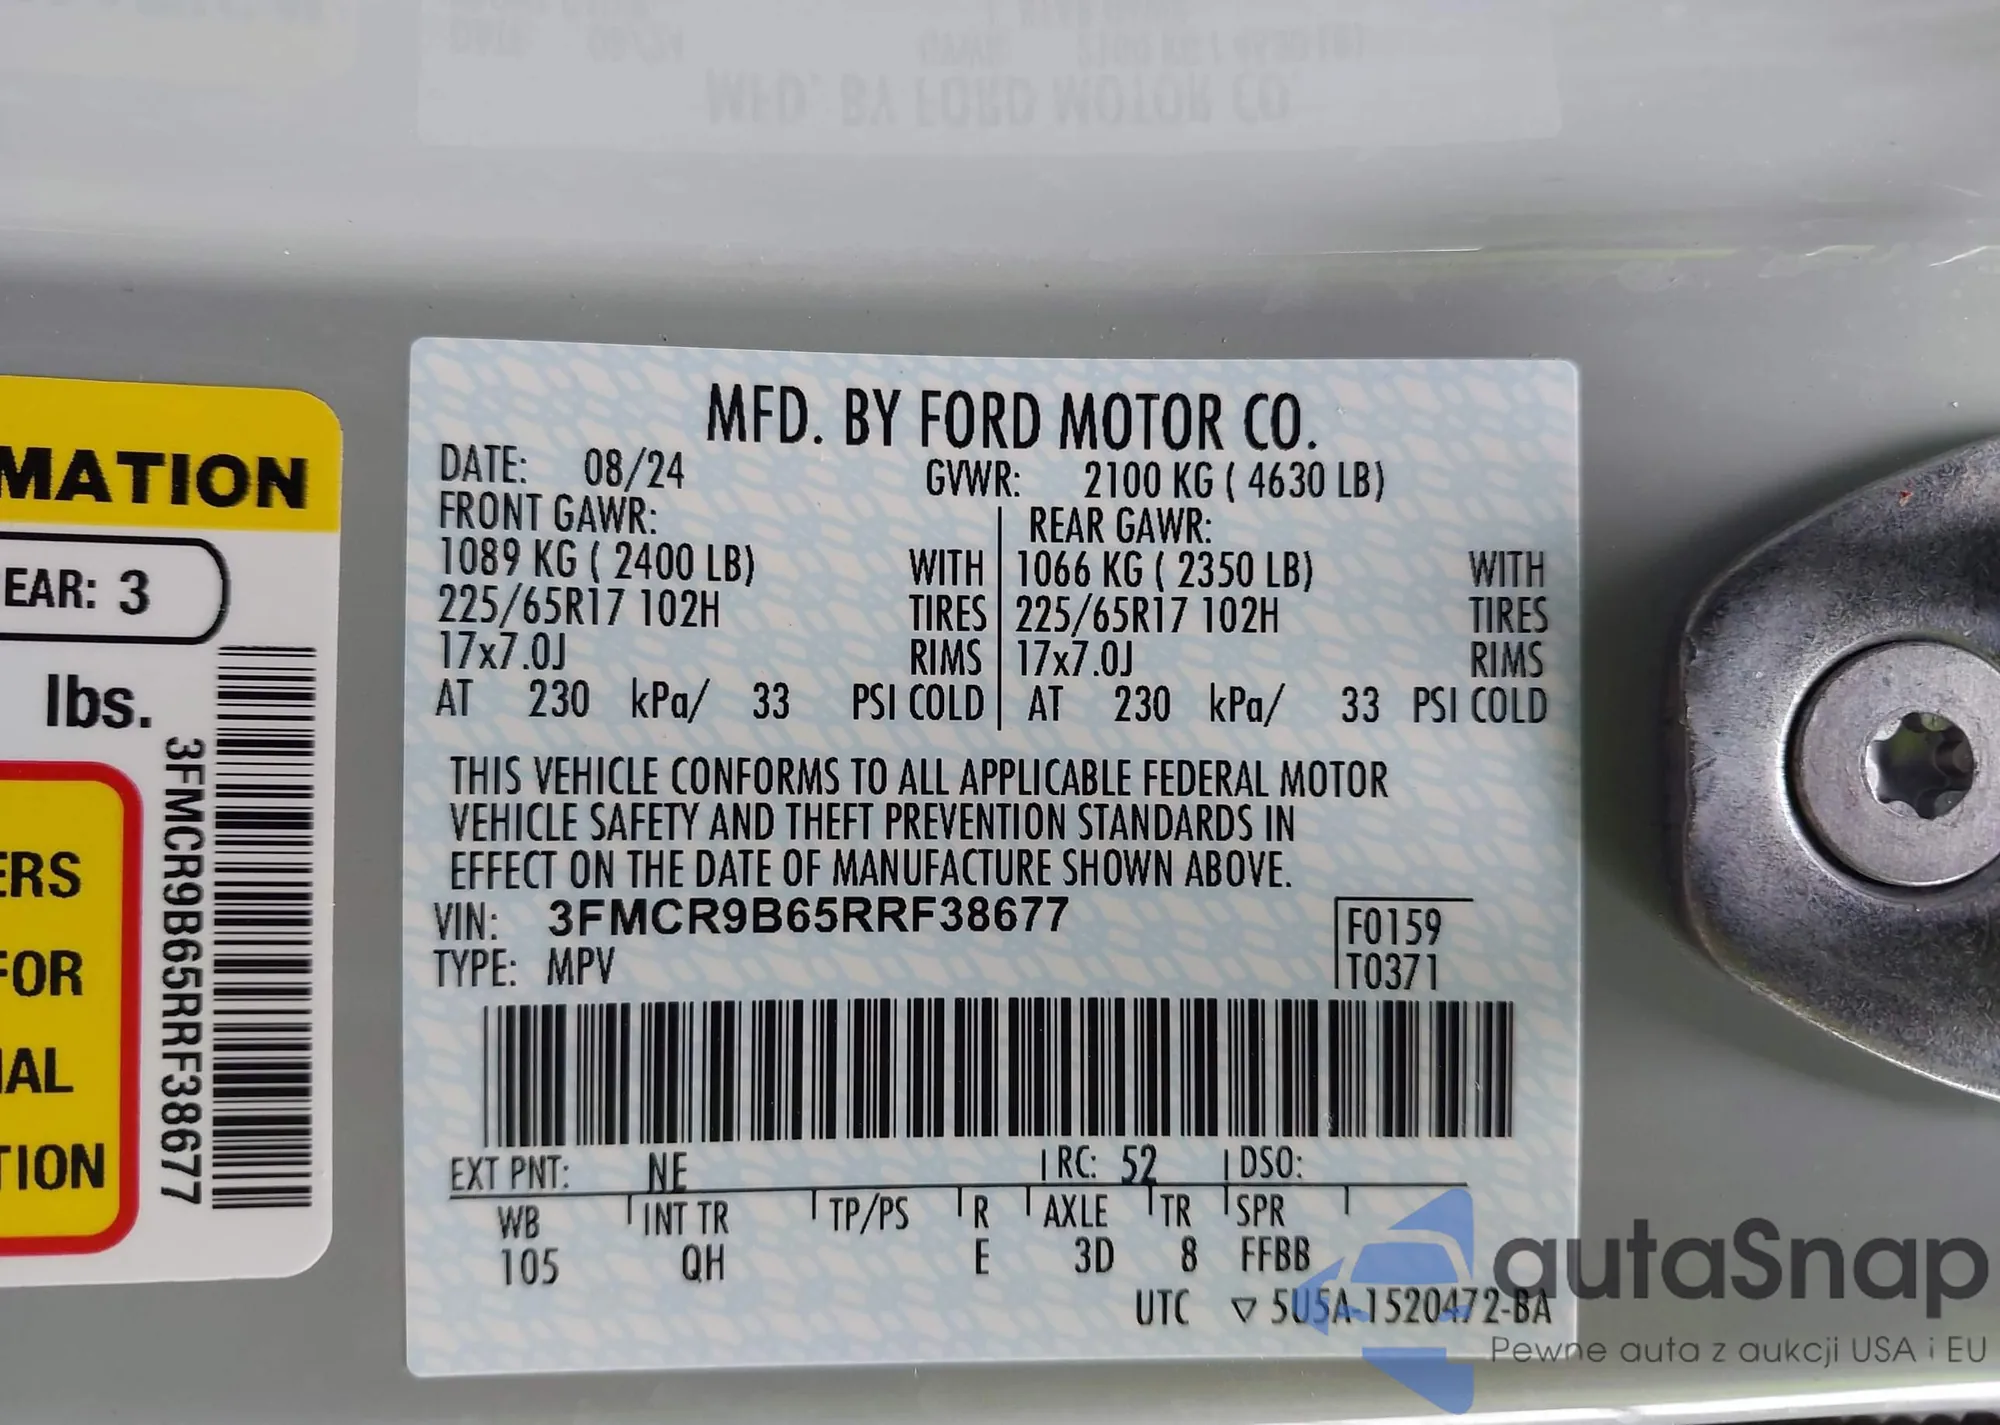 MFD. BY FORD MOTOR CO.
DATE: 08/24 GVWR: 2100 KG ( 4630 LB)
FRONT GAWR: REAR GAWR:
1089 KG ( 2400 LB) WITH 1066 KG ( 2350 LB) WITH
225/65R17 102H TIRES 225/65R17 102H TIRES
17x7.0J RIMS 17x7.0J RIMS
AT 230 kPa/ 33 PSI COLD AT 230 kPa/ 33 PSI COLD
THIS VEHICLE CONFORMS TO ALL APPLICABLE FEDERAL MOTOR
VEHICLE SAFETY AND THEFT PREVENTION STANDARDS IN
EFFECT ON THE DATE OF MANUFACTURE SHOWN ABOVE.
VIN: 3FMCR9B65RRF38677 F0159
TYPE: MPV T0371
EXT PNT: NE RC: 52 DSO:
WB INT TR TP/PS R AXLE TR SPR
105 QH E 3D 8 FFBB
UTC ▽ 5U5A-1520472-BA
MATION
EAR: 3
lbs.
3FMCR9B65RRF38677
ERS
FOR
IAL
TION
autaSnap
Pewne auta z aukcji USA i EU